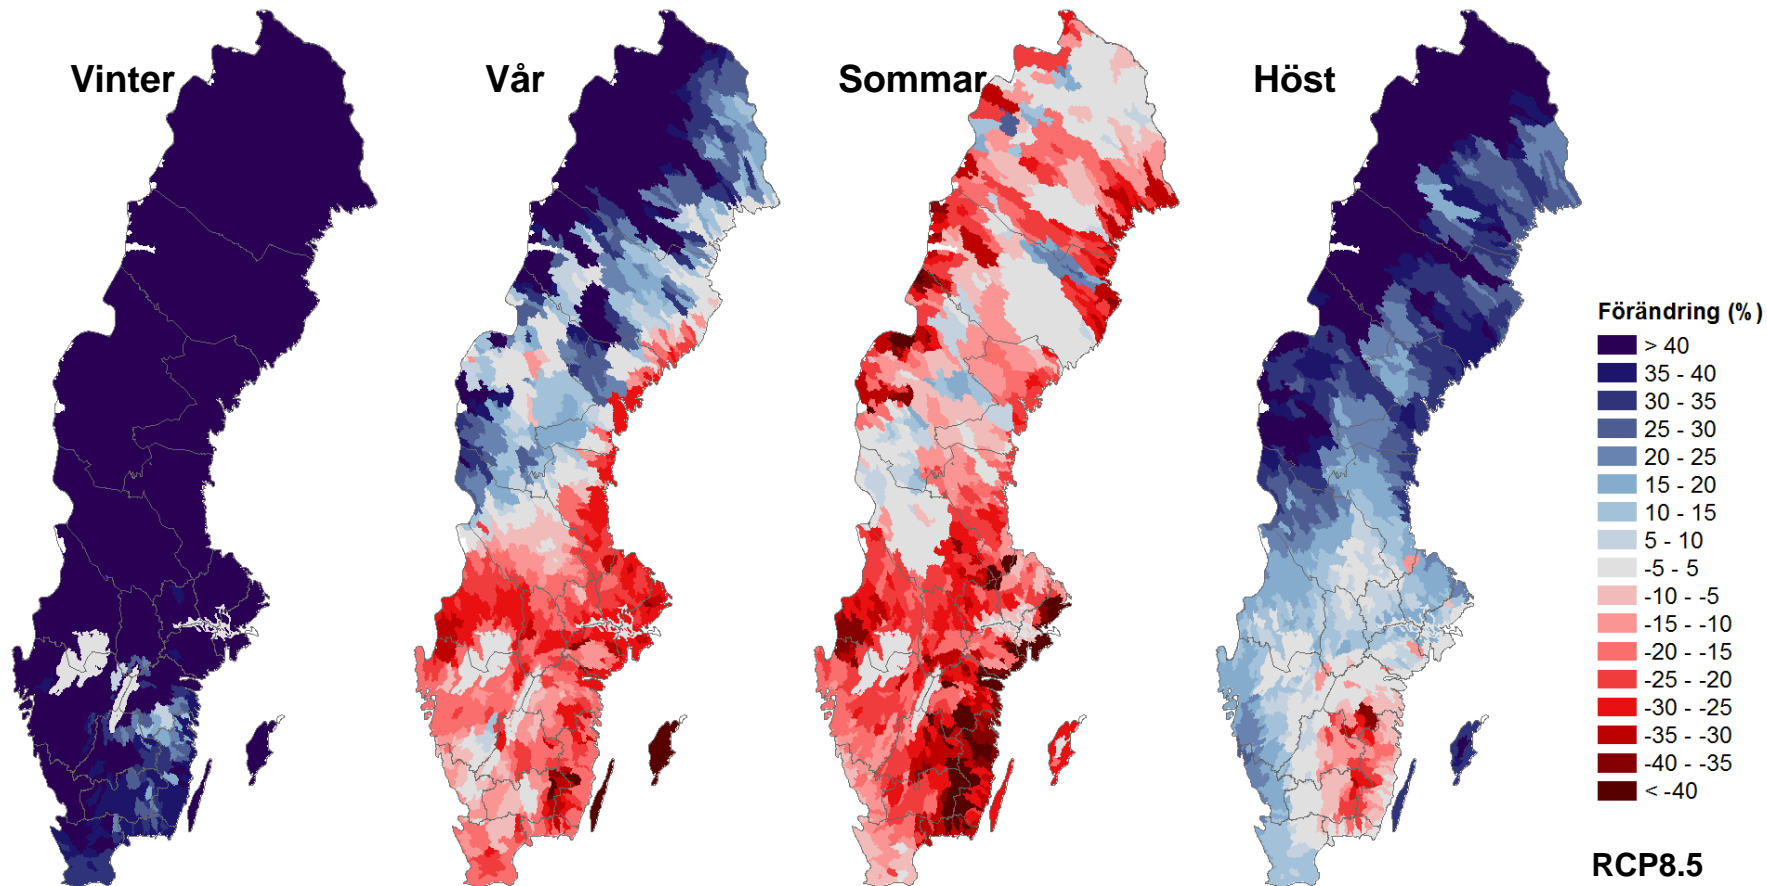 Vinter
Vår
Sommar
Höst
Förändring (%)
> 40
35 - 40
30 - 35
25 - 30
20 - 25
15 - 20
10 - 15
5 - 10
-5 - 5
-10 - -5
-15 - -10
-20 - -15
-25 - -20
-30 - -25
-35 - -30
-40 - -35
< -40
RCP8.5